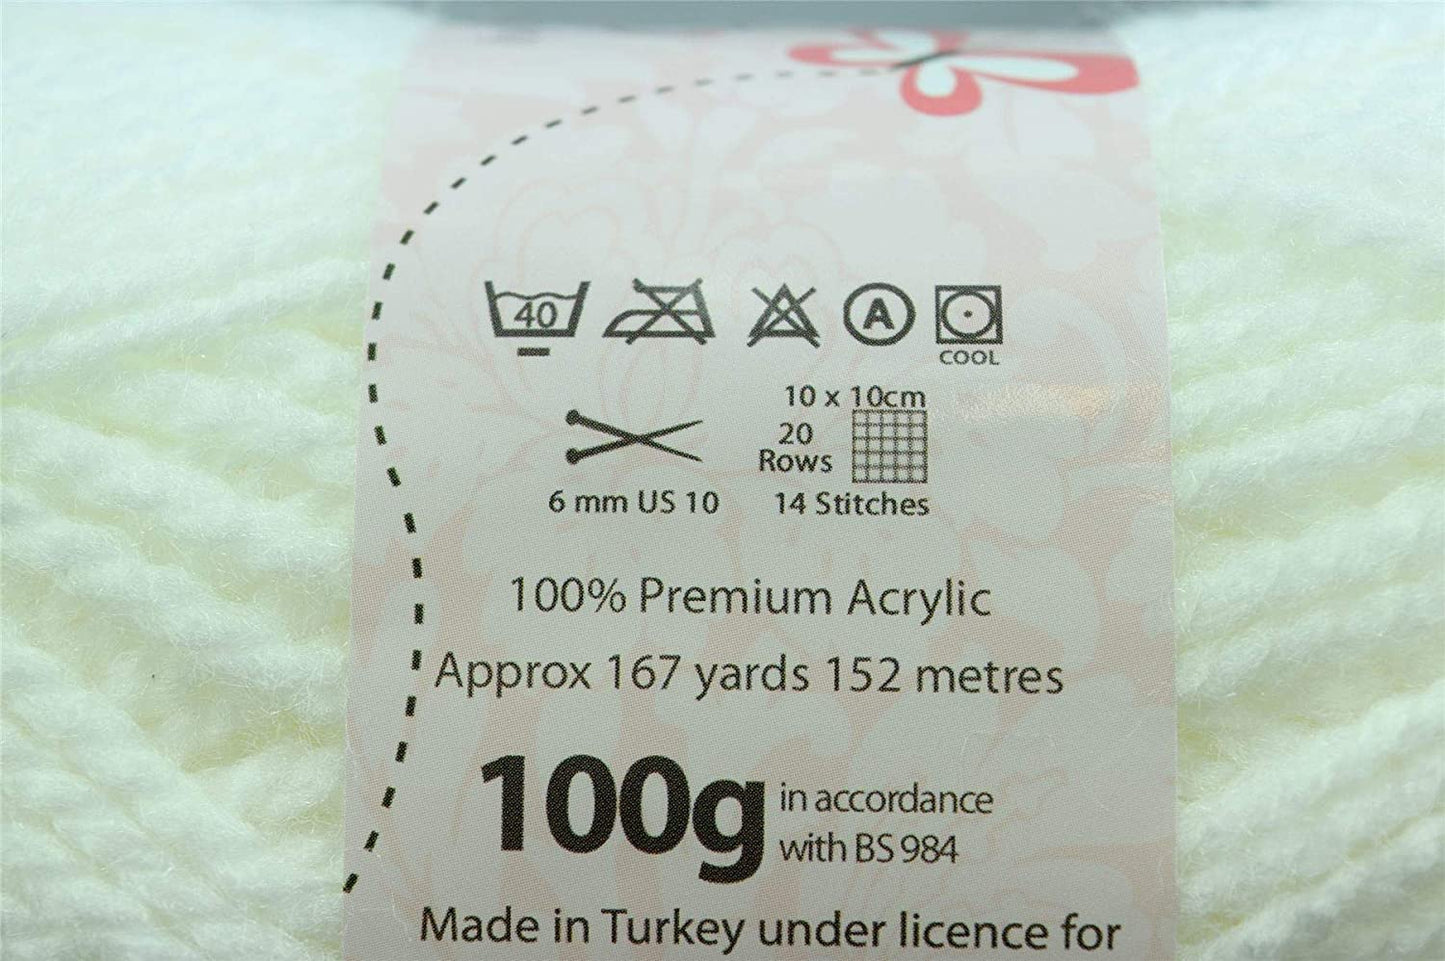 40
A
COOL
10 x 10cm
20
Rows
6 mm US 10
14 Stitches
100% Premium Acrylic
Approx 167 yards 152 metres
100g in accordance
with BS 984
Made in Turkey under licence for